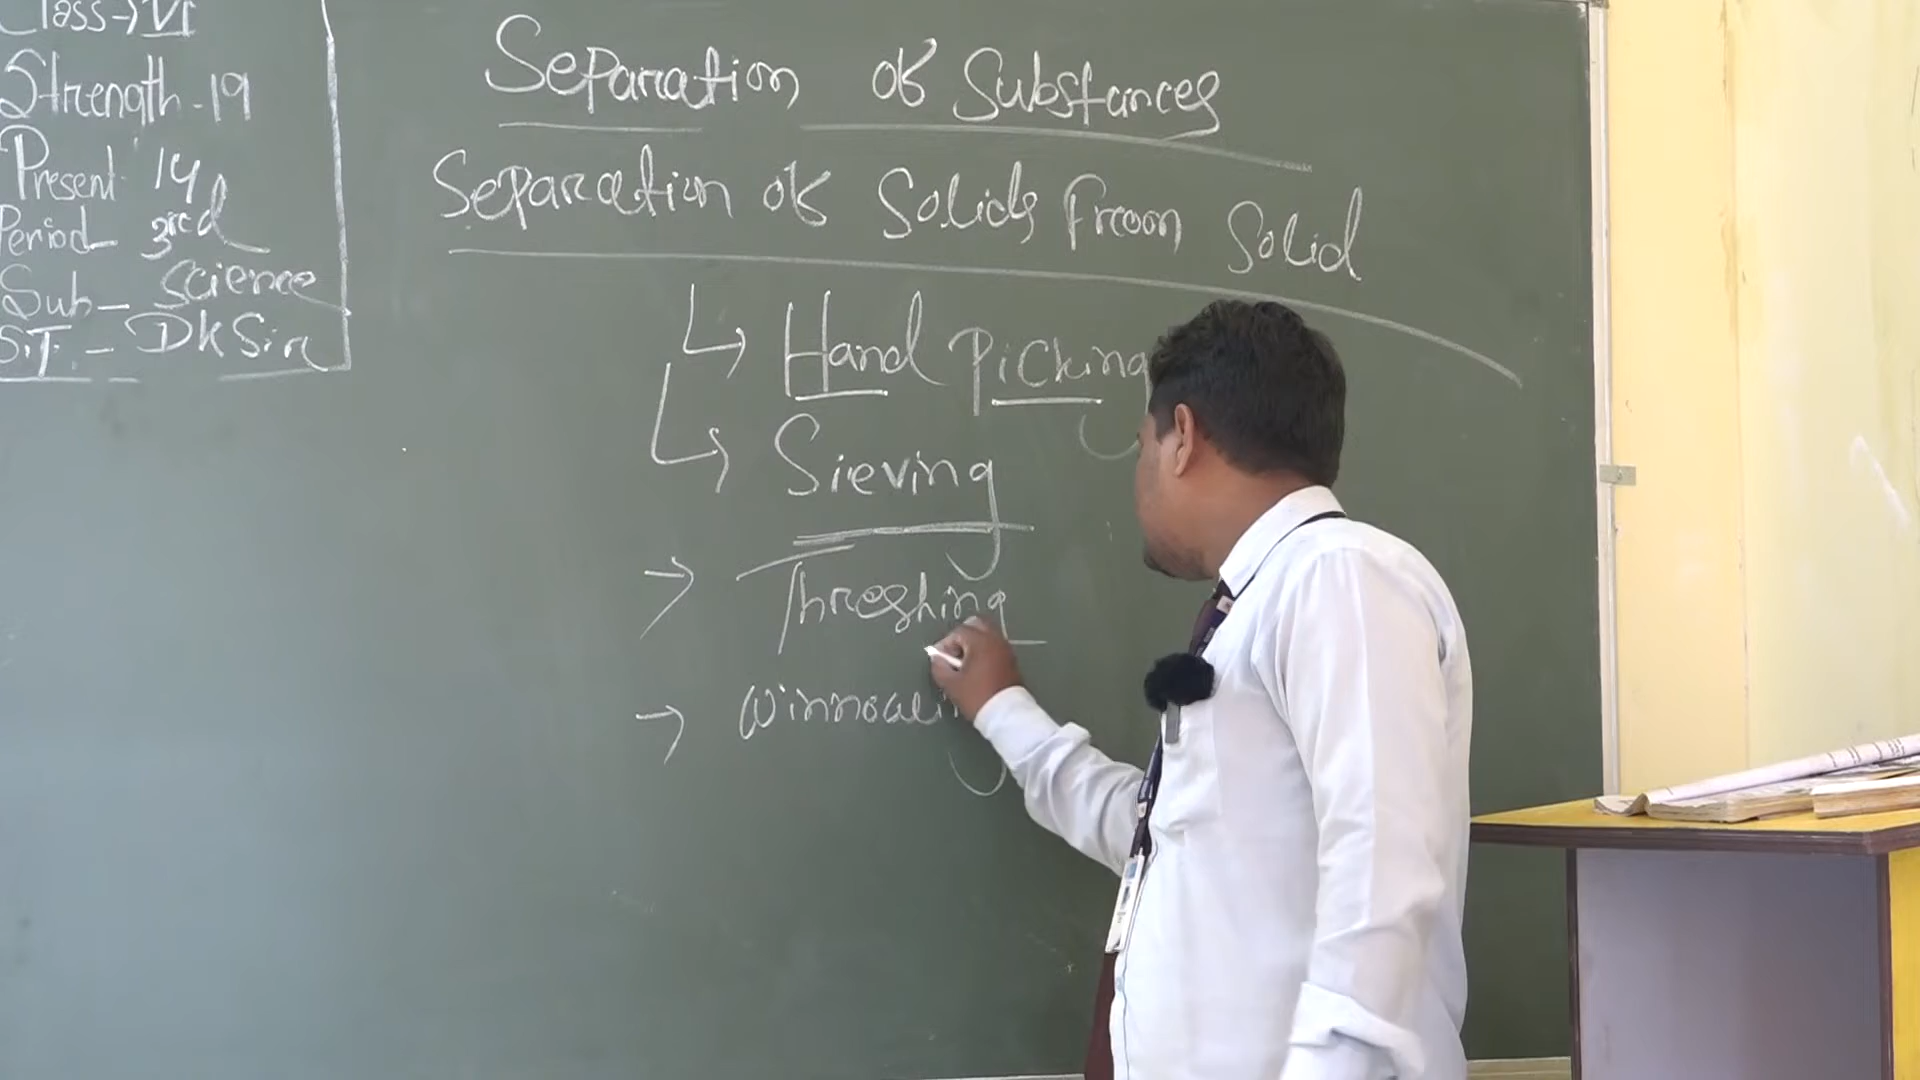 Class → VI
Strength - 19
Present 14
Period - 3rd
Sub - Science
S.T. - DK Sir
Separation of Substances
Separation of Solids From Solid
Hand Picking
Sieving
→ Threshing
→ Winnowing